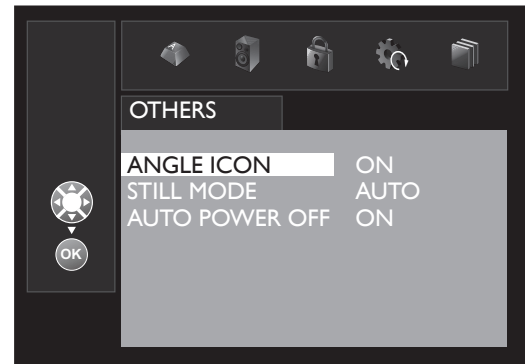 A
OTHERS
ANGLE ICON ON
STILL MODE AUTO
AUTO POWER OFF ON
OK